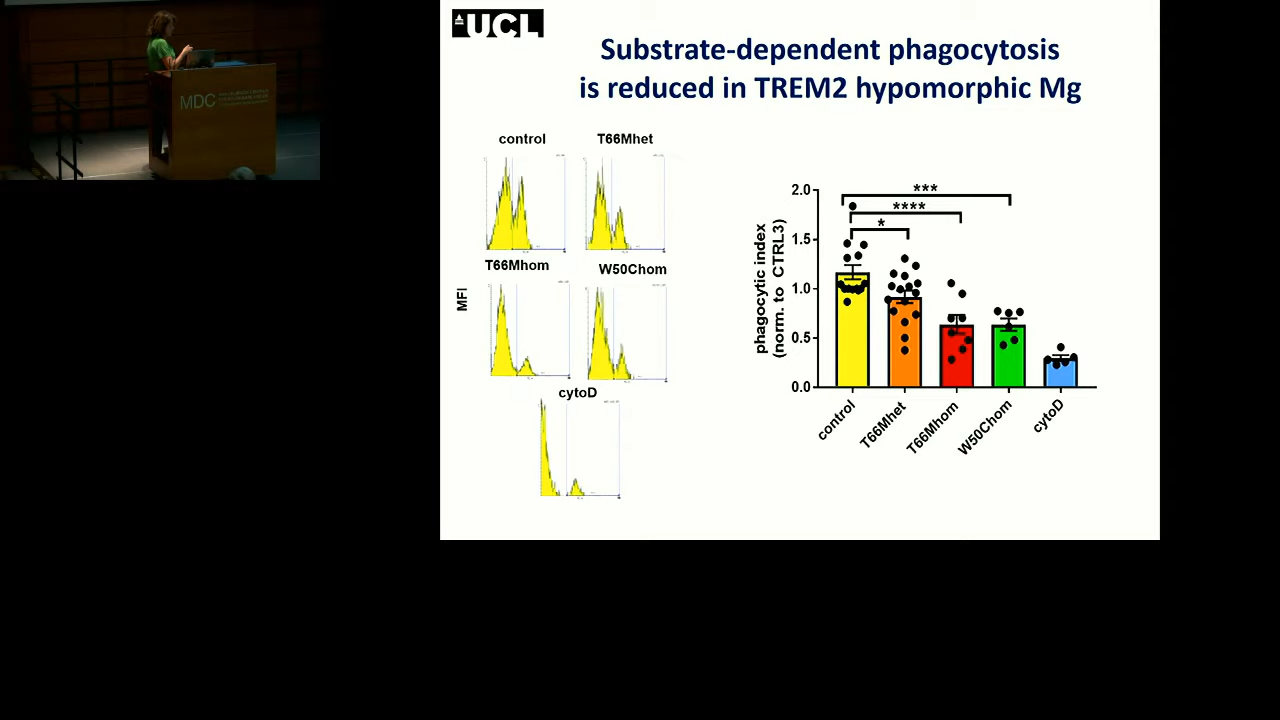 UCL
Substrate-dependent phagocytosis
is reduced in TREM2 hypomorphic Mg
MDC
control
T66Mhet
T66Mhom
W50Chom
MFI
cytoD
phagocytic index
(norm. to CTRL3)
2.0
1.5
1.0
0.5
0.0
***
****
*
control
T66Mhet
T66Mhom
W50Chom
cytoD